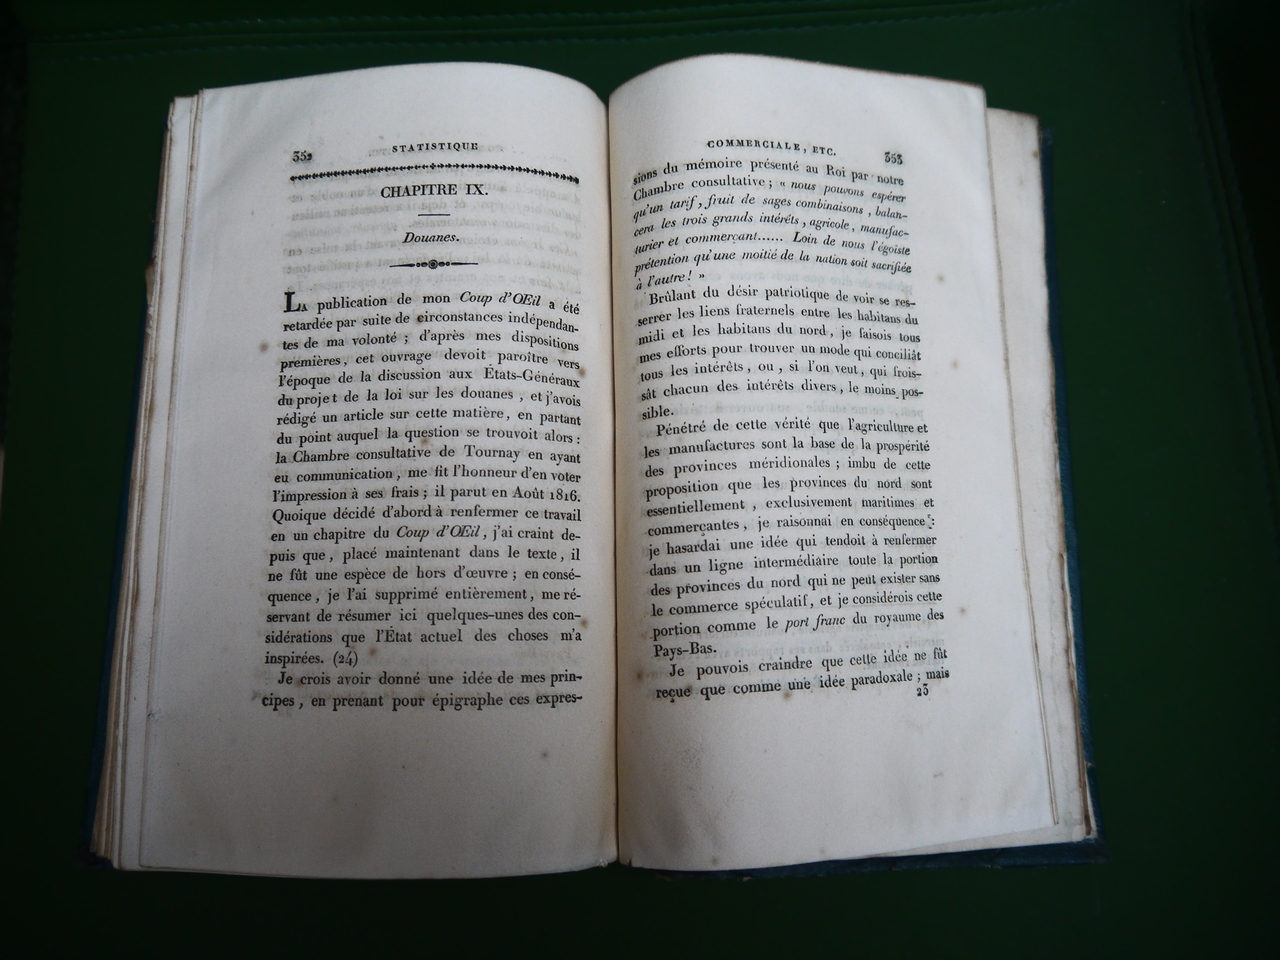 352
STATISTIQUE
CHAPITRE IX.
Douanes.
LA publication de mon Coup d'Œil a été
retardée par suite de circonstances indépendan-
tes de ma volonté ; d'après mes dispositions
premières, cet ouvrage devoit paroître vers
l'époque de la discussion aux États-Généraux
du projet de la loi sur les douanes , et j'avois
rédigé un article sur cette matière, en partant
du point auquel la question se trouvoit alors :
la Chambre consultative de Tournay en ayant
eu communication , me fit l'honneur d'en voter
l'impression à ses frais ; il parut en Août 1816.
Quoique décidé d'abord à renfermer ce travail
en un chapitre du Coup d'Œil, j'ai craint de-
puis que , placé maintenant dans le texte, il
ne fût une espèce de hors d'œuvre ; en consé-
quence , je l'ai supprimé entièrement, me ré-
servant de résumer ici quelques-unes des con-
sidérations que l'État actuel des choses m'a
inspirées. (24)
Je crois avoir donné une idée de mes prin-
cipes , en prenant pour épigraphe ces expres-
COMMERCIALE, ETC.
353
sions du mémoire présenté au Roi par notre
Chambre consultative ; « nous pouvons espérer
qu'un tarif, fruit de sages combinaisons , balan-
cera les trois grands intérêts , agricole , manufac-
turier et commerçant...... Loin de nous l'égoïste
prétention qu'une moitié de la nation soit sacrifiée
à l'autre ! »
Brûlant du désir patriotique de voir se res-
serrer les liens fraternels entre les habitans du
midi et les habitans du nord , je faisois tous
mes efforts pour trouver un mode qui conciliât
tous les intérêts , ou , si l'on veut, qui frois-
sât chacun des intérêts divers , le moins pos-
sible.
Pénétré de cette vérité que l'agriculture et
les manufactures sont la base de la prospérité
des provinces méridionales ; imbu de cette
proposition que les provinces du nord sont
essentiellement , exclusivement maritimes et
commerçantes , je raisonnai en conséquence :
je hasardai une idée qui tendoit à renfermer
dans un ligne intermédiaire toute la portion
des provinces du nord qui ne peut exister sans
le commerce spéculatif, et je considérois cette
portion comme le port franc du royaume des
Pays-Bas.
Je pouvois craindre que cette idée ne fût
reçue que comme une idée paradoxale ; mais
23